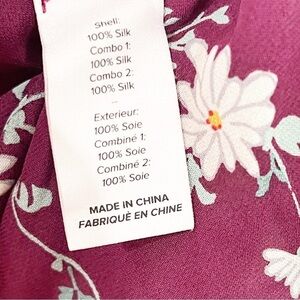 Shell:
100% Silk
Combo 1:
100% Silk
Combo 2:
100% Silk
--
Exterieur:
100% Soie
Combiné 1:
100% Soie
Combiné 2:
100% Soie
MADE IN CHINA
FABRIQUÉ EN CHINE